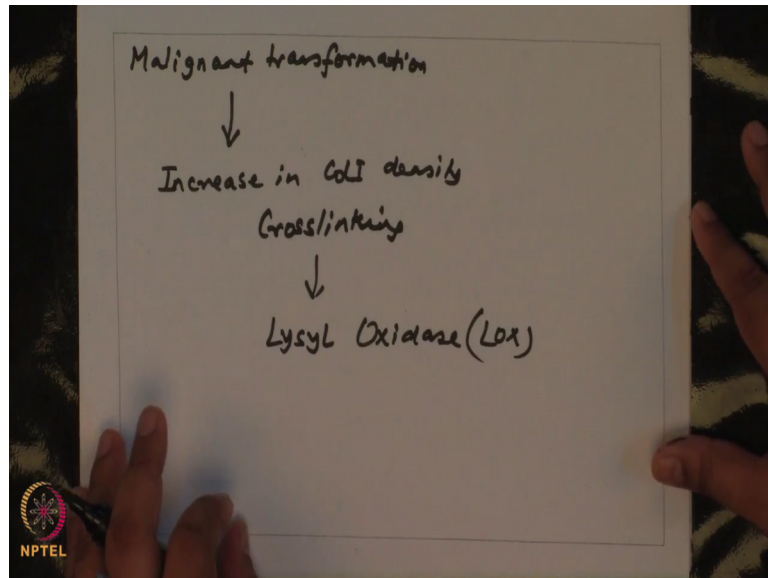 Malignant transformation
Increase in Col I density
Crosslinking
Lysyl Oxidase (Lox)
NPTEL